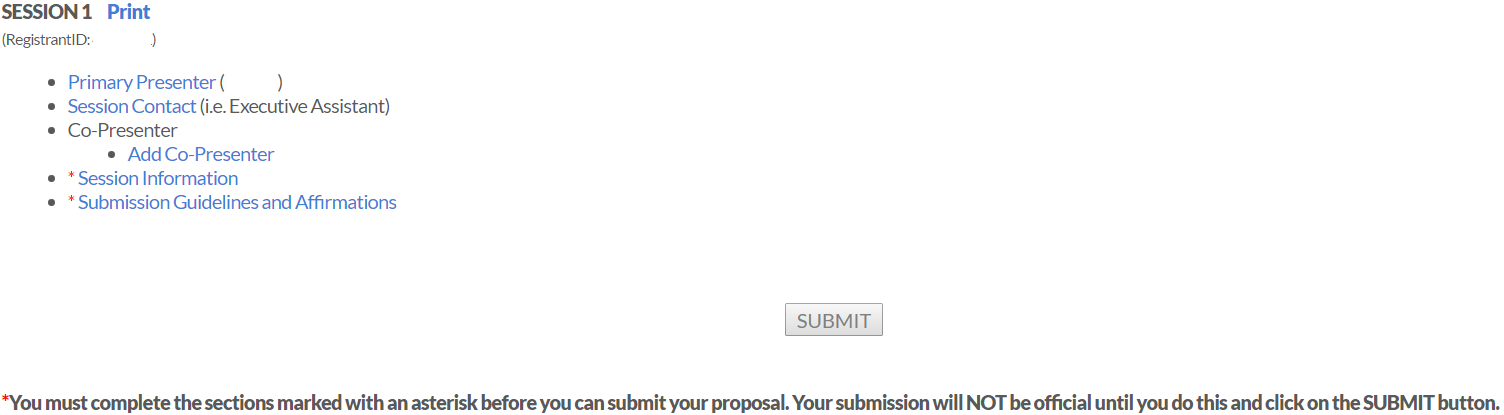 SESSION 1 Print
(RegistrantID: )
Primary Presenter ( )
Session Contact (i.e. Executive Assistant)
Co-Presenter
Add Co-Presenter
* Session Information
* Submission Guidelines and Affirmations
SUBMIT
*You must complete the sections marked with an asterisk before you can submit your proposal. Your submission will NOT be official until you do this and click on the SUBMIT button.